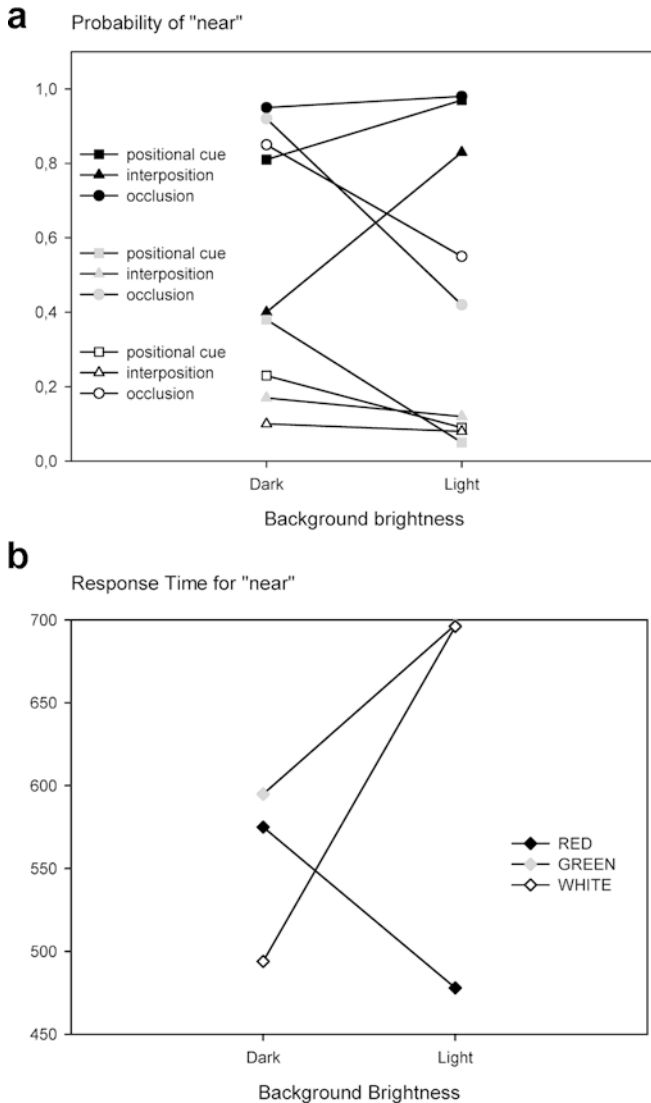 a
Probability of "near"
1,0
0,8
0,6
0,4
0,2
0,0
positional cue
interposition
occlusion
positional cue
interposition
occlusion
positional cue
interposition
occlusion
Dark Light
Background brightness
b
Response Time for "near"
700
650
600
550
500
450
RED
GREEN
WHITE
Dark Light
Background Brightness